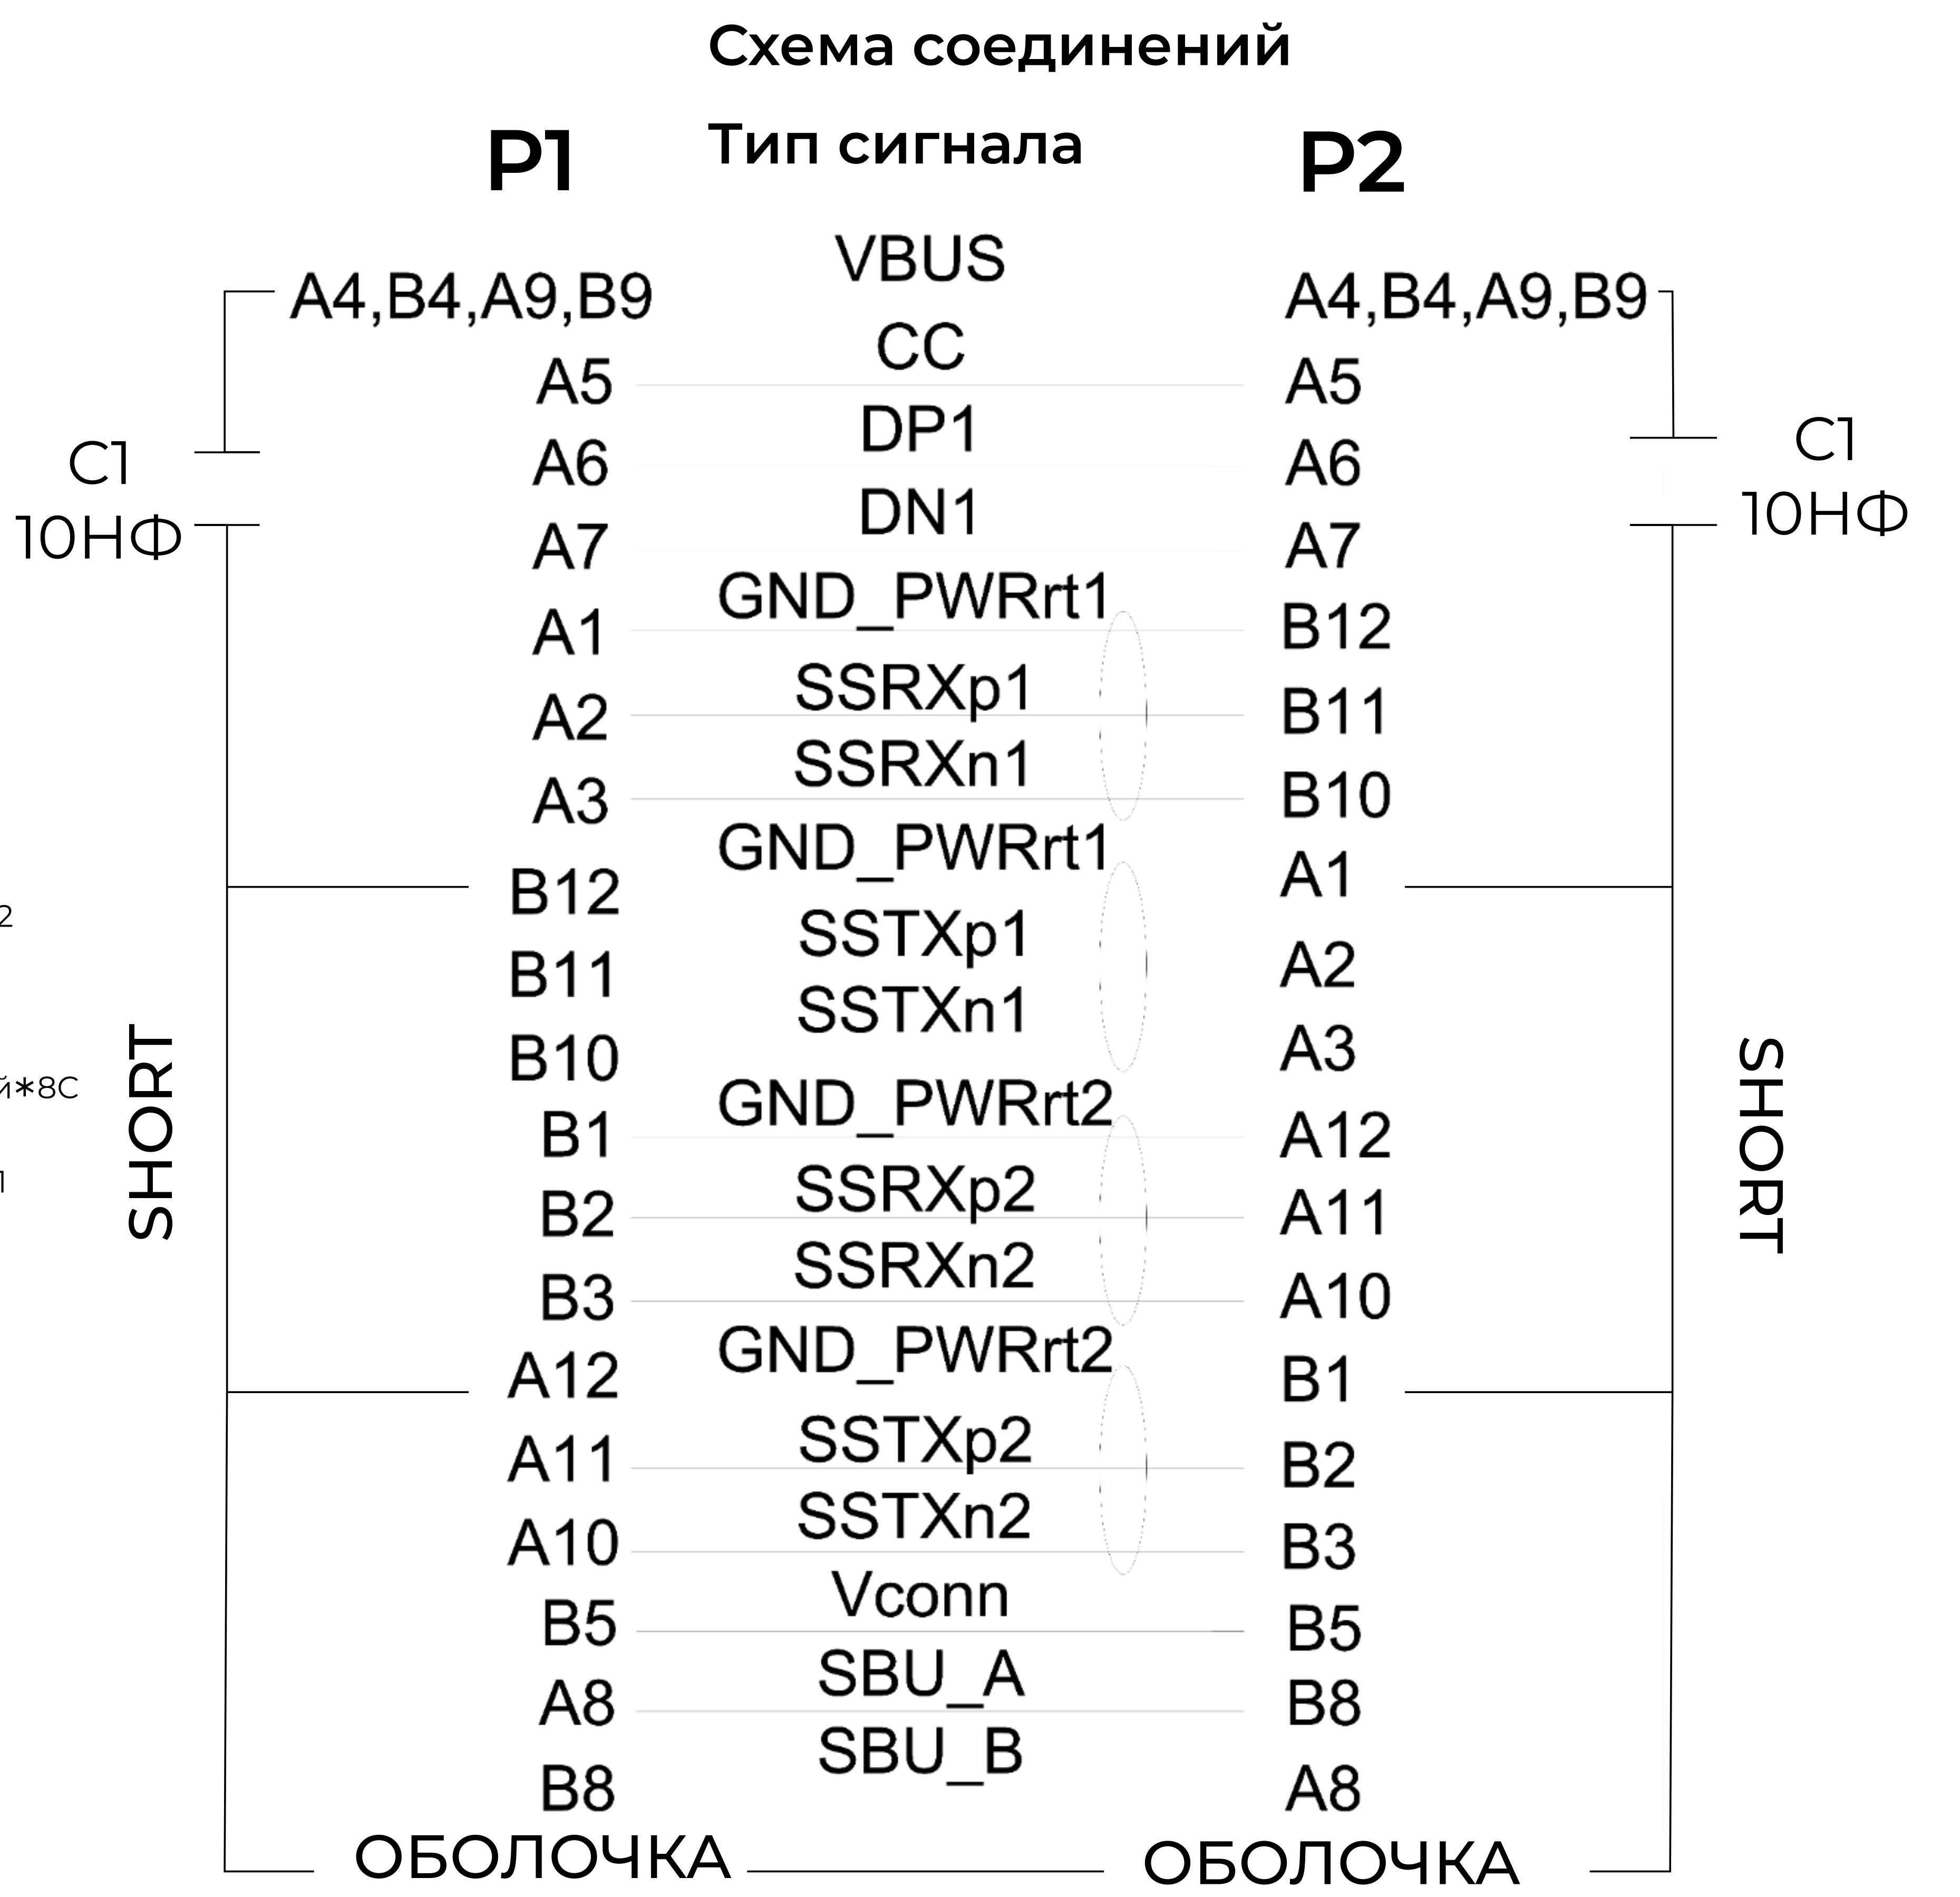 Схема соединений
P1 Тип сигнала P2
VBUS
A4,B4,A9,B9 A4,B4,A9,B9
CC
A5 A5
DP1
C1 A6 A6 C1
DN1
10НФ A7 A7 10НФ
GND_PWRrt1
A1 B12
SSRXp1
A2 B11
SSRXn1
A3 B10
GND_PWRrt1
B12 A1
2
SSTXp1
B11 A2
SSTXn1
B10 A3
й*8С
GND_PWRrt2
B1 A12
SHORT SHORT
SSRXp2
B2 A11
SSRXn2
B3 A10
GND_PWRrt2
A12 B1
SSTXp2
A11 B2
SSTXn2
A10 B3
Vconn
B5 B5
SBU_A
A8 B8
SBU_B
B8 A8
ОБОЛОЧКА ОБОЛОЧКА